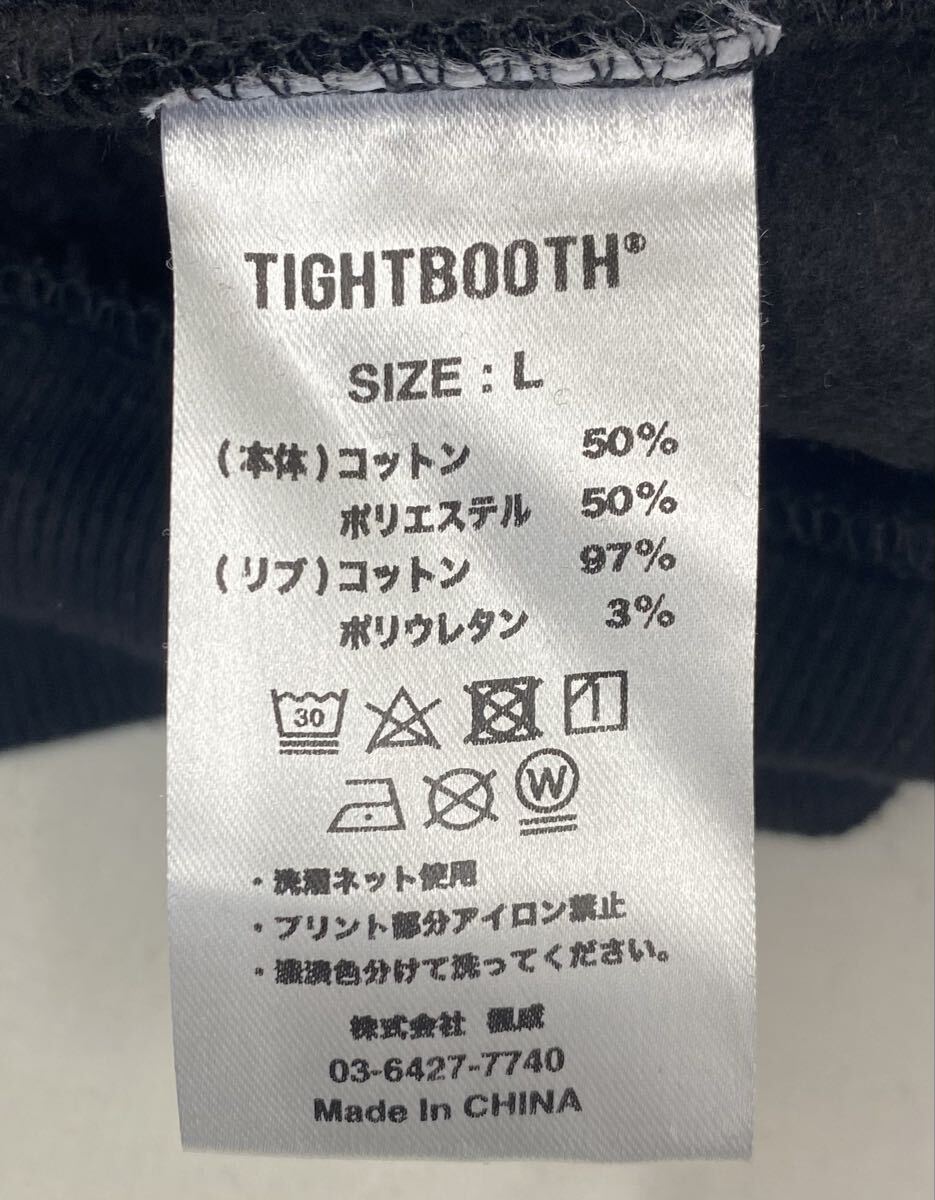 TIGHTBOOTH®
SIZE : L
(本体)コットン 50%
ポリエステル 50%
(リブ)コットン 97%
ポリウレタン 3%
30
1
W
・洗濯ネット使用
・プリント部分アイロン禁止
・濃淡色分けて洗ってください。
株式会社
03-6427-7740
Made In CHINA